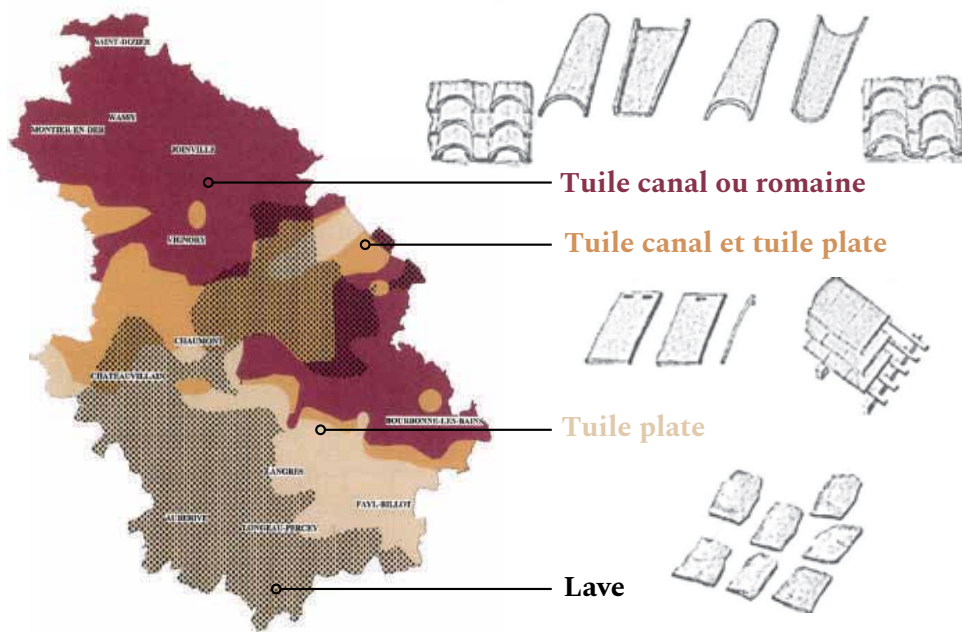 SAINT-DIZIER
WASSY
MONTIER-EN-DER
JOINVILLE
Tuile canal ou romaine
VIGNORY
Tuile canal et tuile plate
CHAUMONT
CHATEAUVILLAIN
BOURBONNE-LES-BAINS
Tuile plate
LANGRES
FAYL-BILLOT
AUBERIVE
LONGEAU-PERCEY
Lave